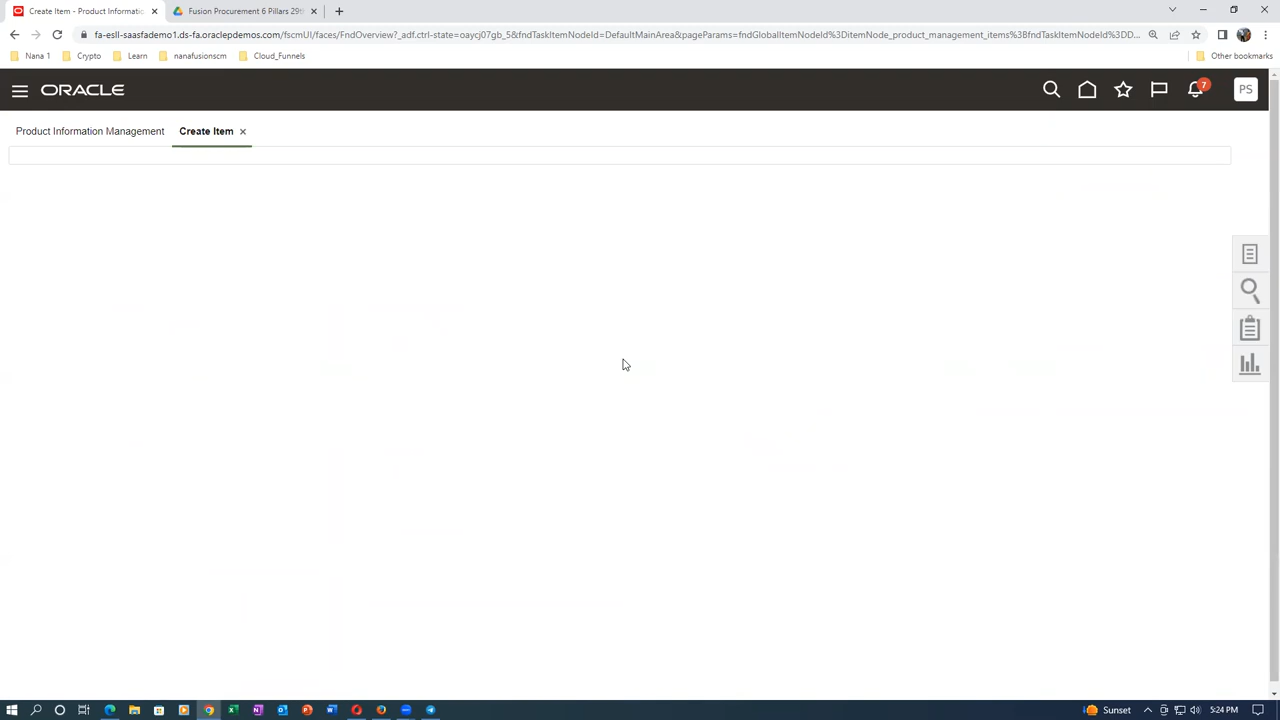 Create Item - Product Informatio
Fusion Procurement 6 Pillars 29th
fa-esll-saasfademo1.ds-fa.oraclepdemos.com/fscmUI/faces/FndOverview?_adf.ctrl-state=oaycj07gb_5&fndTaskItemNodeId=DefaultMainArea&pageParams=fndGlobalItemNodeId%3DitemNode_product_management_items%3BfndTaskItemNodeId%3DD...
Nana 1
Crypto
Learn
nanafusionscm
Cloud_Funnels
Other bookmarks
ORACLE
7
PS
Product Information Management
Create Item
Sunset
5:24 PM